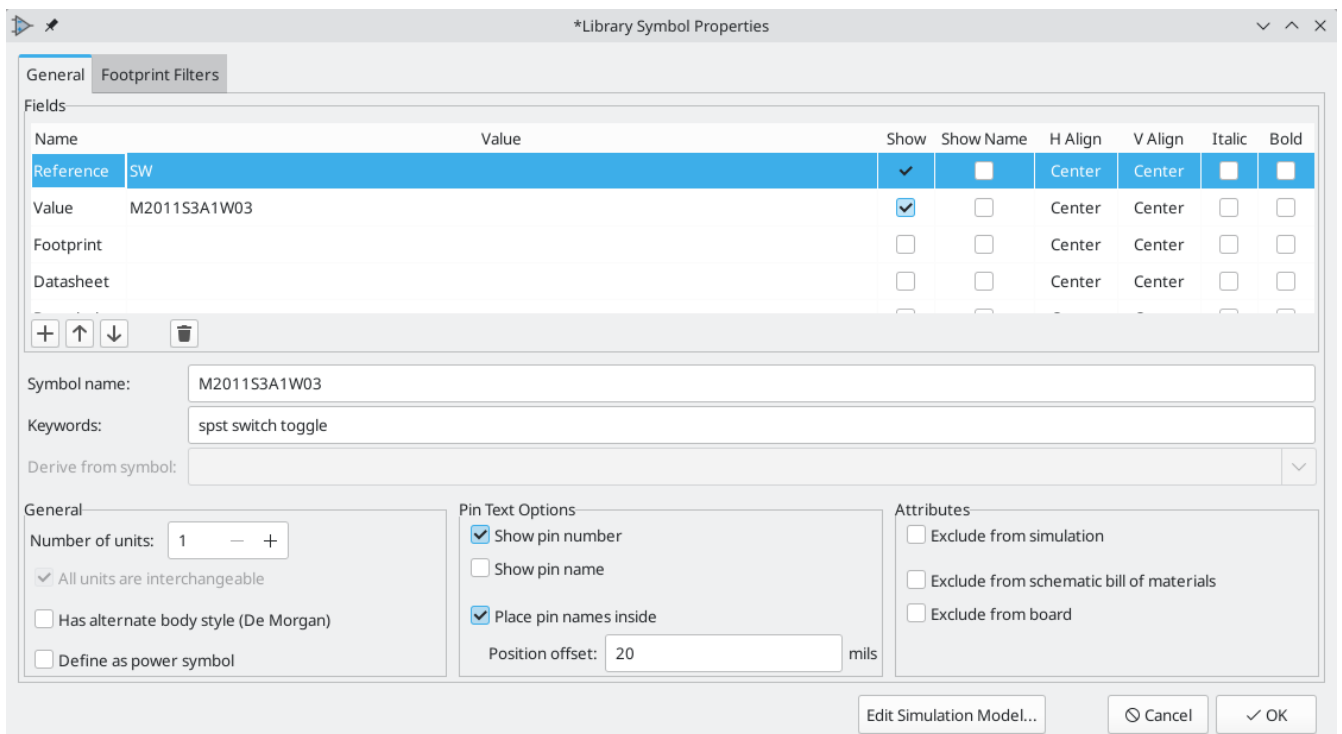 *Library Symbol Properties
General Footprint Filters
Fields
Name Value Show Show Name H Align V Align Italic Bold
Reference SW Center Center
Value M2011S3A1W03 Center Center
Footprint Center Center
Datasheet Center Center
Symbol name: M2011S3A1W03
Keywords: spst switch toggle
Derive from symbol:
General Pin Text Options Attributes
Number of units: 1 Show pin number Exclude from simulation
All units are interchangeable Show pin name Exclude from schematic bill of materials
Has alternate body style (De Morgan) Place pin names inside Exclude from board
Define as power symbol Position offset: 20 mils
Edit Simulation Model... Cancel OK